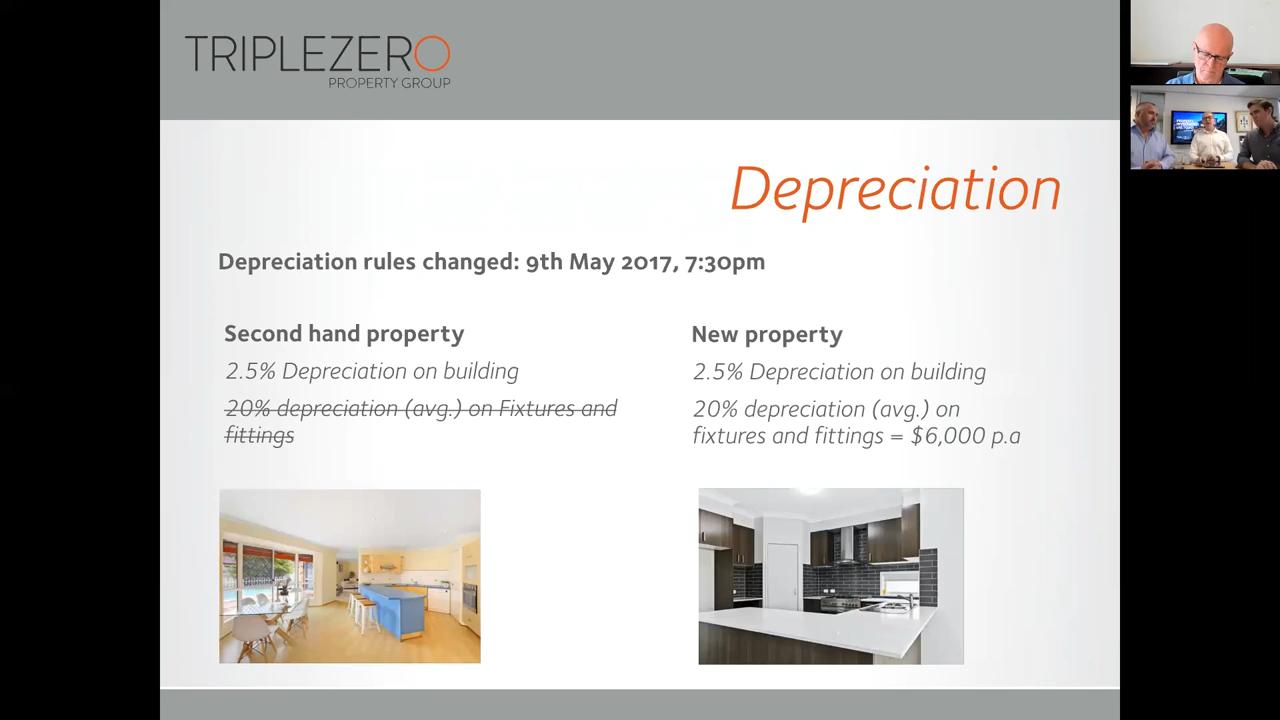 TRIPLEZERO
PROPERTY GROUP
Depreciation
Depreciation rules changed: 9th May 2017, 7:30pm
Second hand property
2.5% Depreciation on building
20% depreciation (avg.) on Fixtures and
fittings
New property
2.5% Depreciation on building
20% depreciation (avg.) on
fixtures and fittings = $6,000 p.a